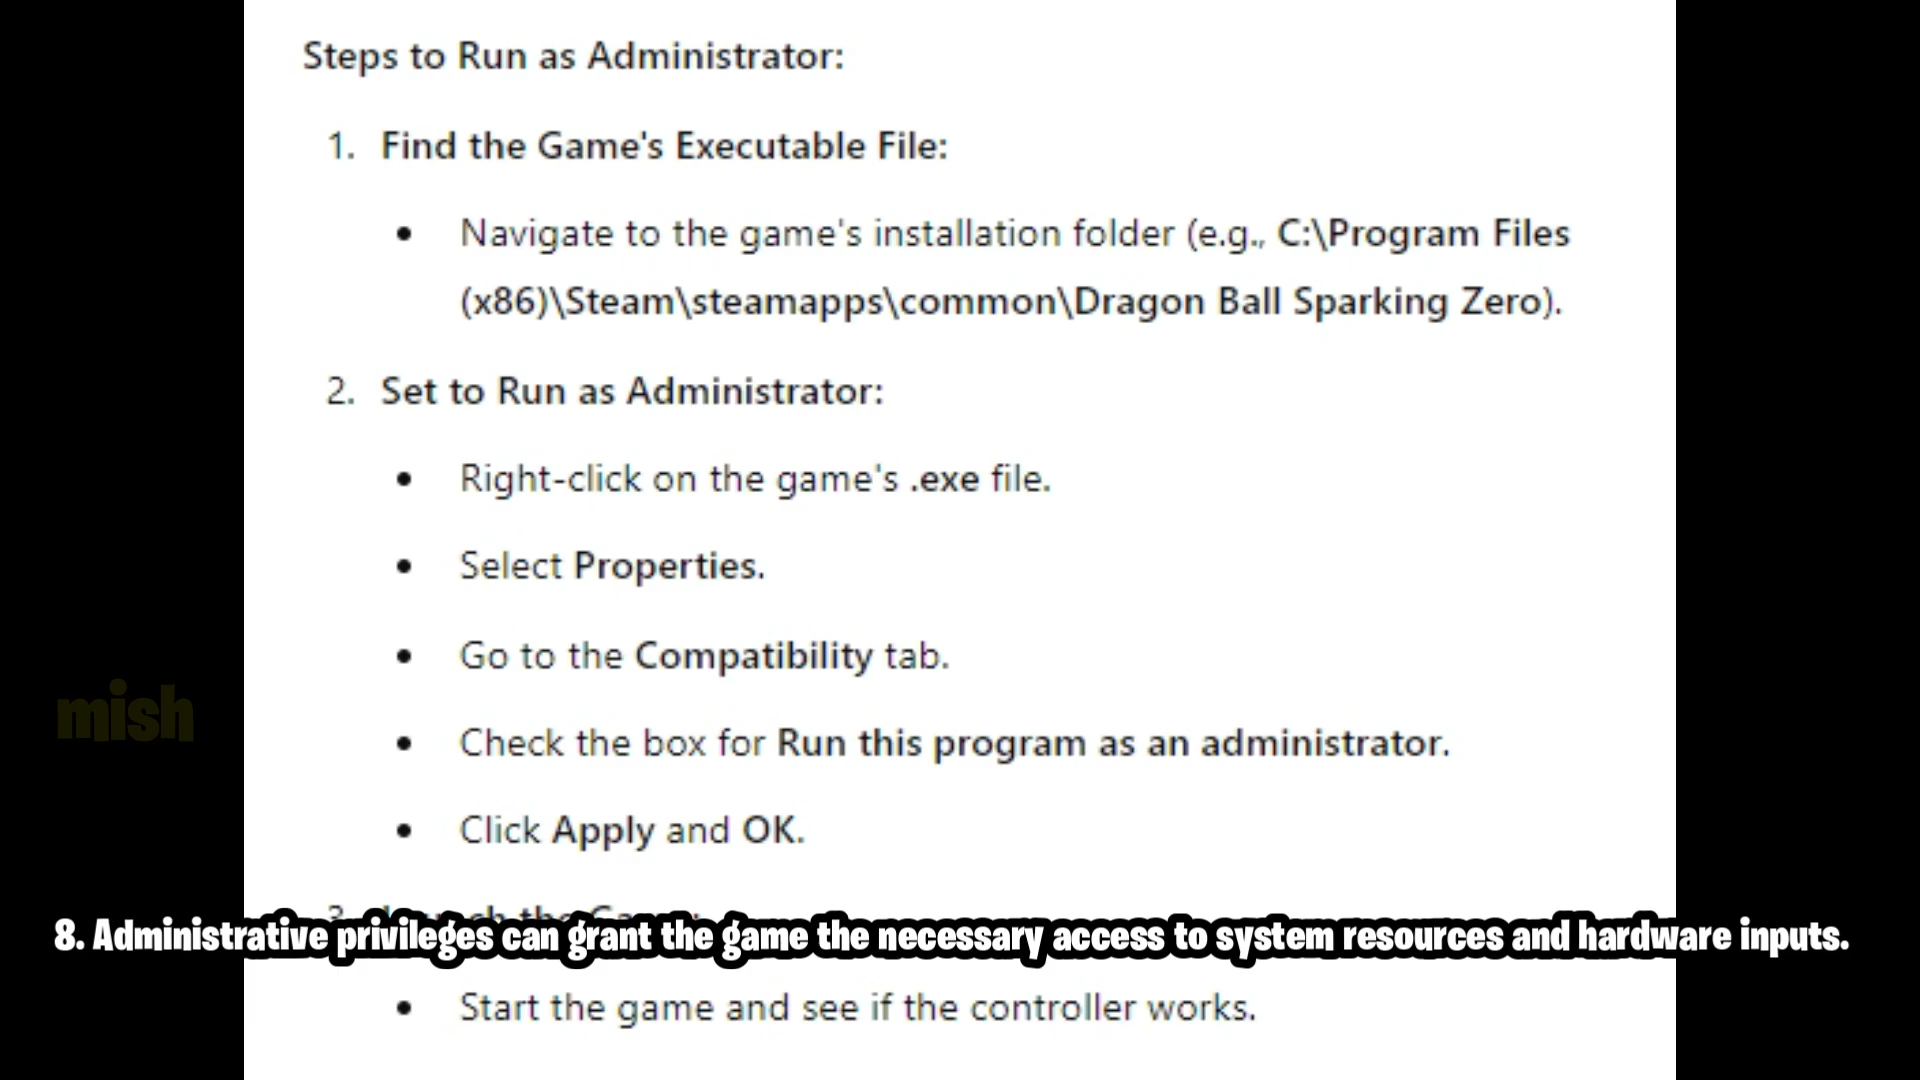 Steps to Run as Administrator:
1. Find the Game's Executable File:
• Navigate to the game's installation folder (e.g., C:\Program Files
(x86)\Steam\steamapps\common\Dragon Ball Sparking Zero).
2. Set to Run as Administrator:
• Right-click on the game's .exe file.
• Select Properties.
• Go to the Compatibility tab.
mish
• Check the box for Run this program as an administrator.
• Click Apply and OK.
8. Administrative privileges can grant the game the necessary access to system resources and hardware inputs.
• Start the game and see if the controller works.